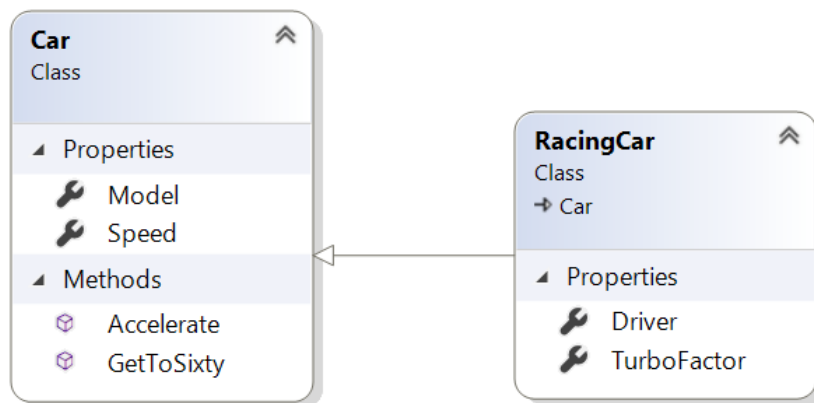 Car
Class
Properties
Model
Speed
Methods
Accelerate
GetToSixty
RacingCar
Class
Car
Properties
Driver
TurboFactor